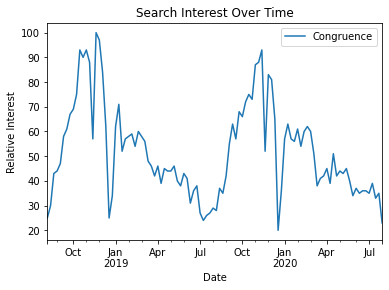 Search Interest Over Time
Congruence
Relative Interest
100
90
80
70
60
50
40
30
20
Oct Jan Apr Jul Oct Jan Apr Jul
2019 2020
Date